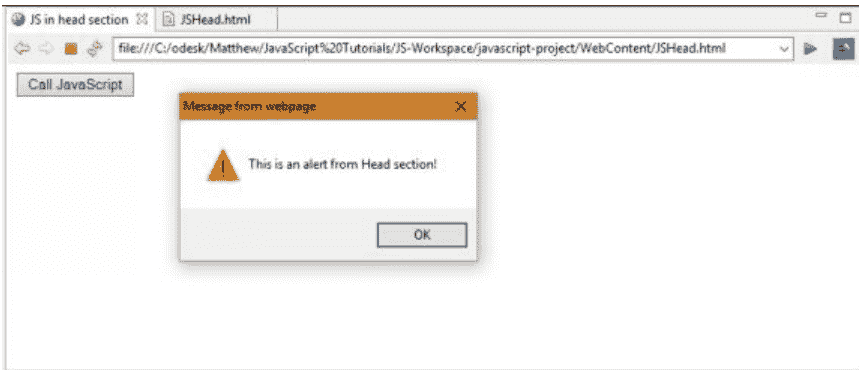 JS in head section JSHead.html
file:///C:/odesk/Matthew/JavaScript%20Tutorials/JS-Workspace/javascript-project/WebContent/JSHead.html
Call JavaScript
Message from webpage
This is an alert from Head section!
OK